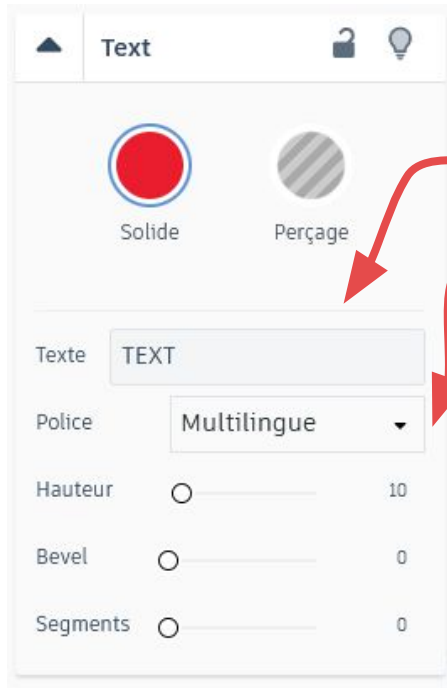 Text
Solide Perçage
Texte TEXT
Police Multilingue
Hauteur 10
Bevel 0
Segments 0